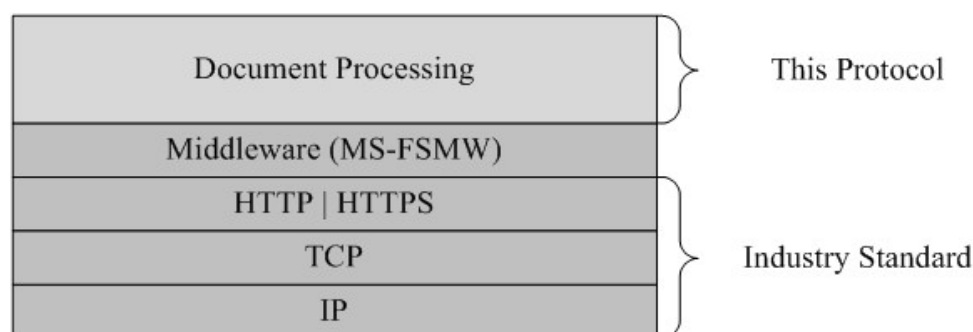 Document Processing
This Protocol
Middleware (MS-FSMW)
HTTP | HTTPS
TCP
Industry Standard
IP